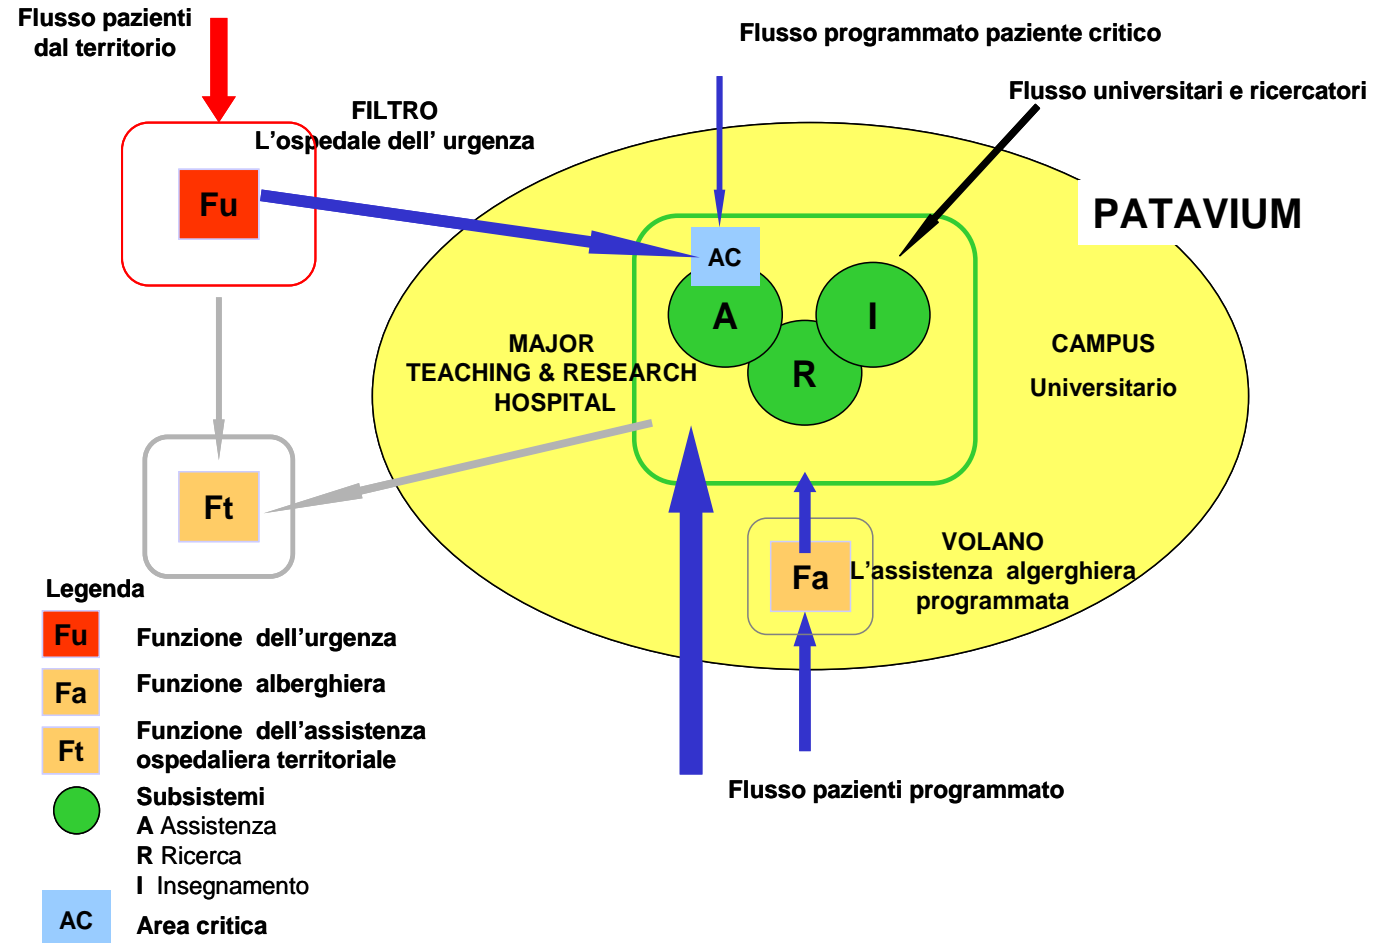 Flusso pazienti
dal territorio
Flusso programmato paziente critico
Flusso universitari e ricercatori
FILTRO
L'ospedale dell' urgenza
Fu
PATAVIUM
AC
A
I
R
MAJOR
TEACHING & RESEARCH
HOSPITAL
CAMPUS
Universitario
Ft
Fa
VOLANO
L'assistenza algerghiera
programmata
Flusso pazienti programmato
Legenda
Fu
Funzione dell'urgenza
Fa
Funzione alberghiera
Ft
Funzione dell'assistenza
ospedaliera territoriale
Subsistemi
A Assistenza
R Ricerca
I Insegnamento
AC
Area critica